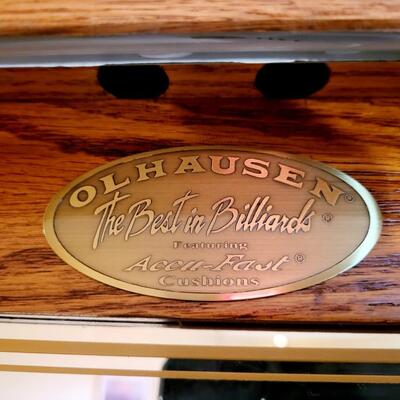 OLHAUSEN®
The Best in Billiards®
Featuring
Accu-Fast®
Cushions